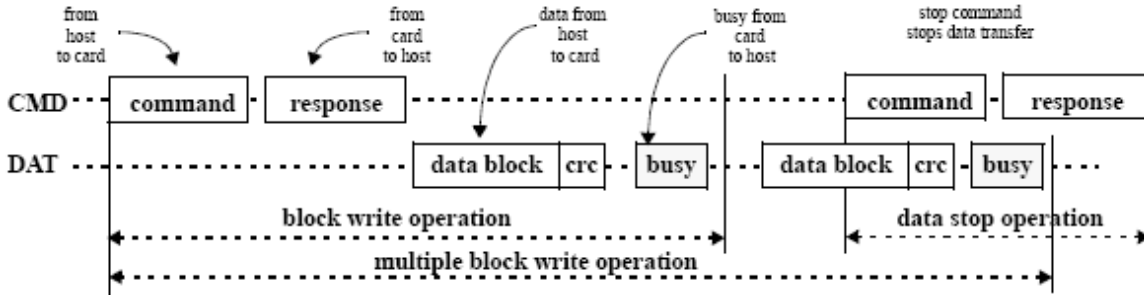 from
host
to card
from
card
to host
data from
host
to card
busy from
card
to host
stop command
stops data transfer
CMD command response command response
DAT data block crc busy data block crc busy
block write operation data stop operation
multiple block write operation